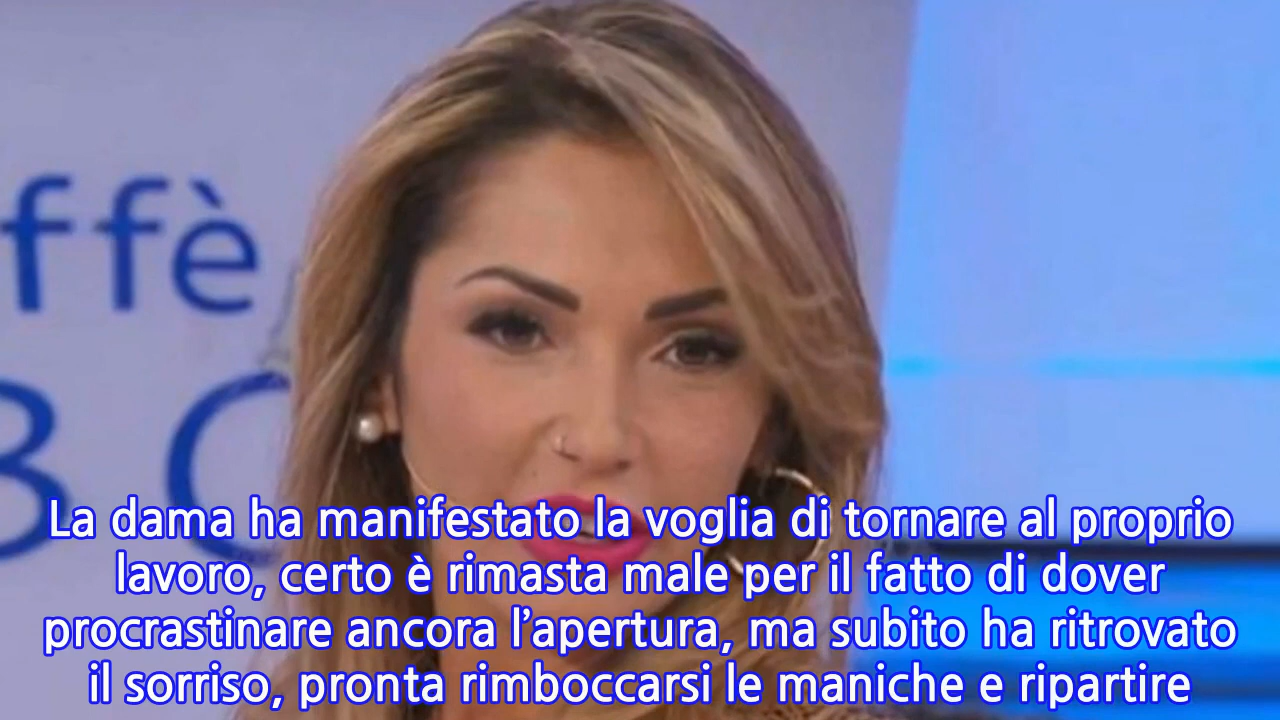 ffè
B C
La dama ha manifestato la voglia di tornare al proprio
lavoro, certo è rimasta male per il fatto di dover
procrastinare ancora l'apertura, ma subito ha ritrovato
il sorriso, pronta rimboccarsi le maniche e ripartire